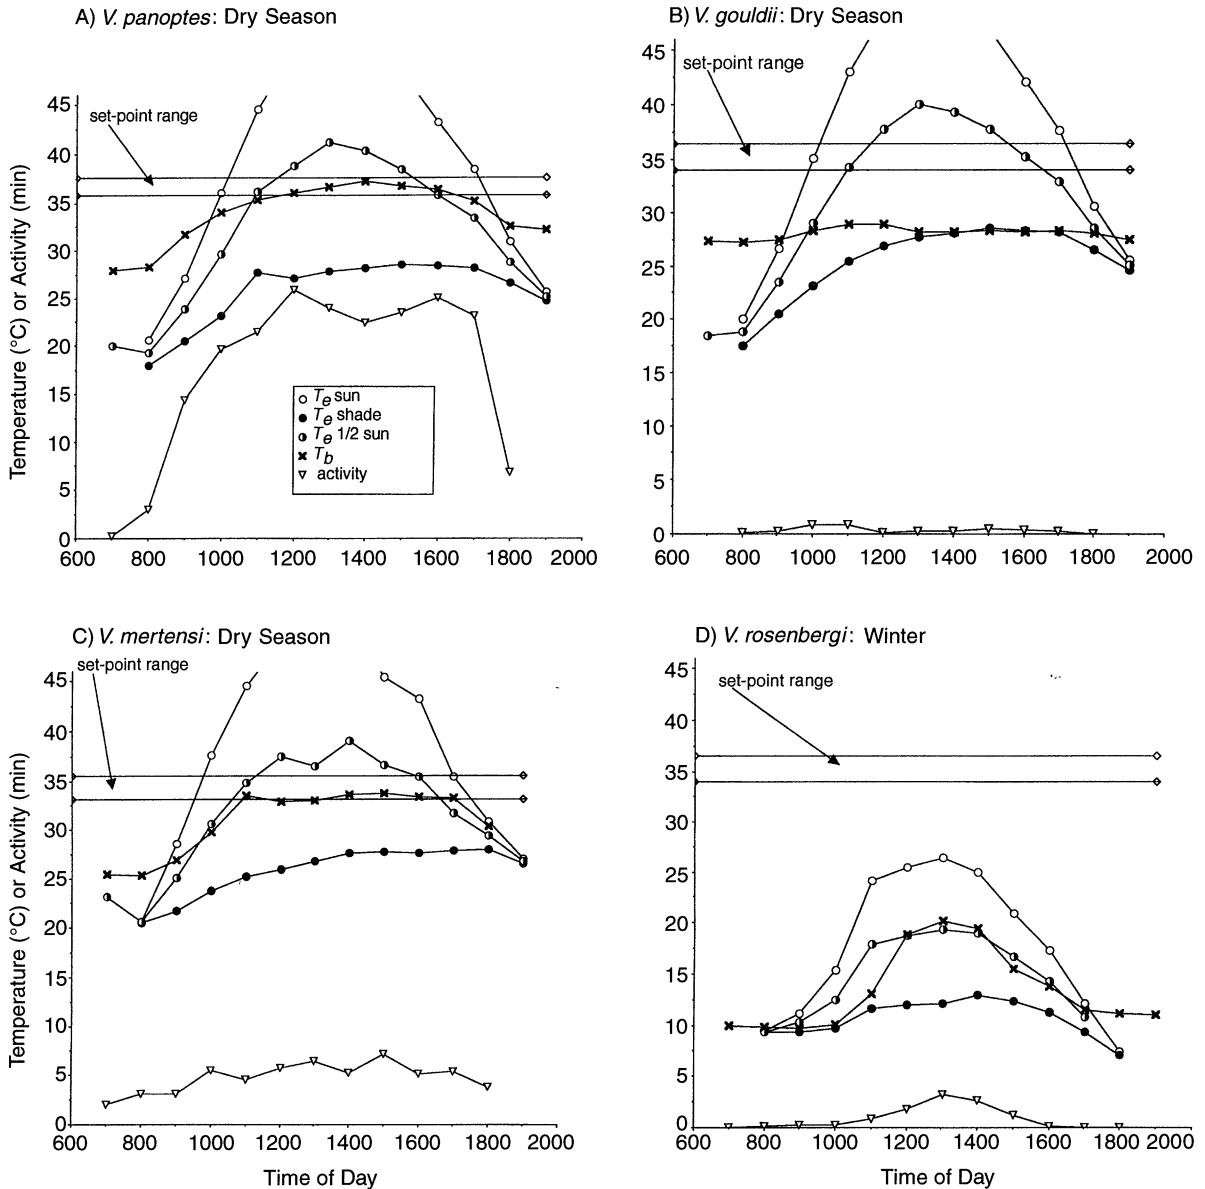 A) V. panoptes: Dry Season
set-point range
45
40
35
30
25
20
15
10
5
0
Temperature (°C) or Activity (min)
Te sun
Te shade
Te 1/2 sun
Tb
activity
600 800 1000 1200 1400 1600 1800 2000
B) V. gouldii: Dry Season
set-point range
45
40
35
30
25
20
15
10
5
0
600 800 1000 1200 1400 1600 1800 2000
C) V. mertensi: Dry Season
set-point range
45
40
35
30
25
20
15
10
5
0
Temperature (°C) or Activity (min)
600 800 1000 1200 1400 1600 1800 2000
Time of Day
D) V. rosenbergi: Winter
set-point range
45
40
35
30
25
20
15
10
5
0
600 800 1000 1200 1400 1600 1800 2000
Time of Day